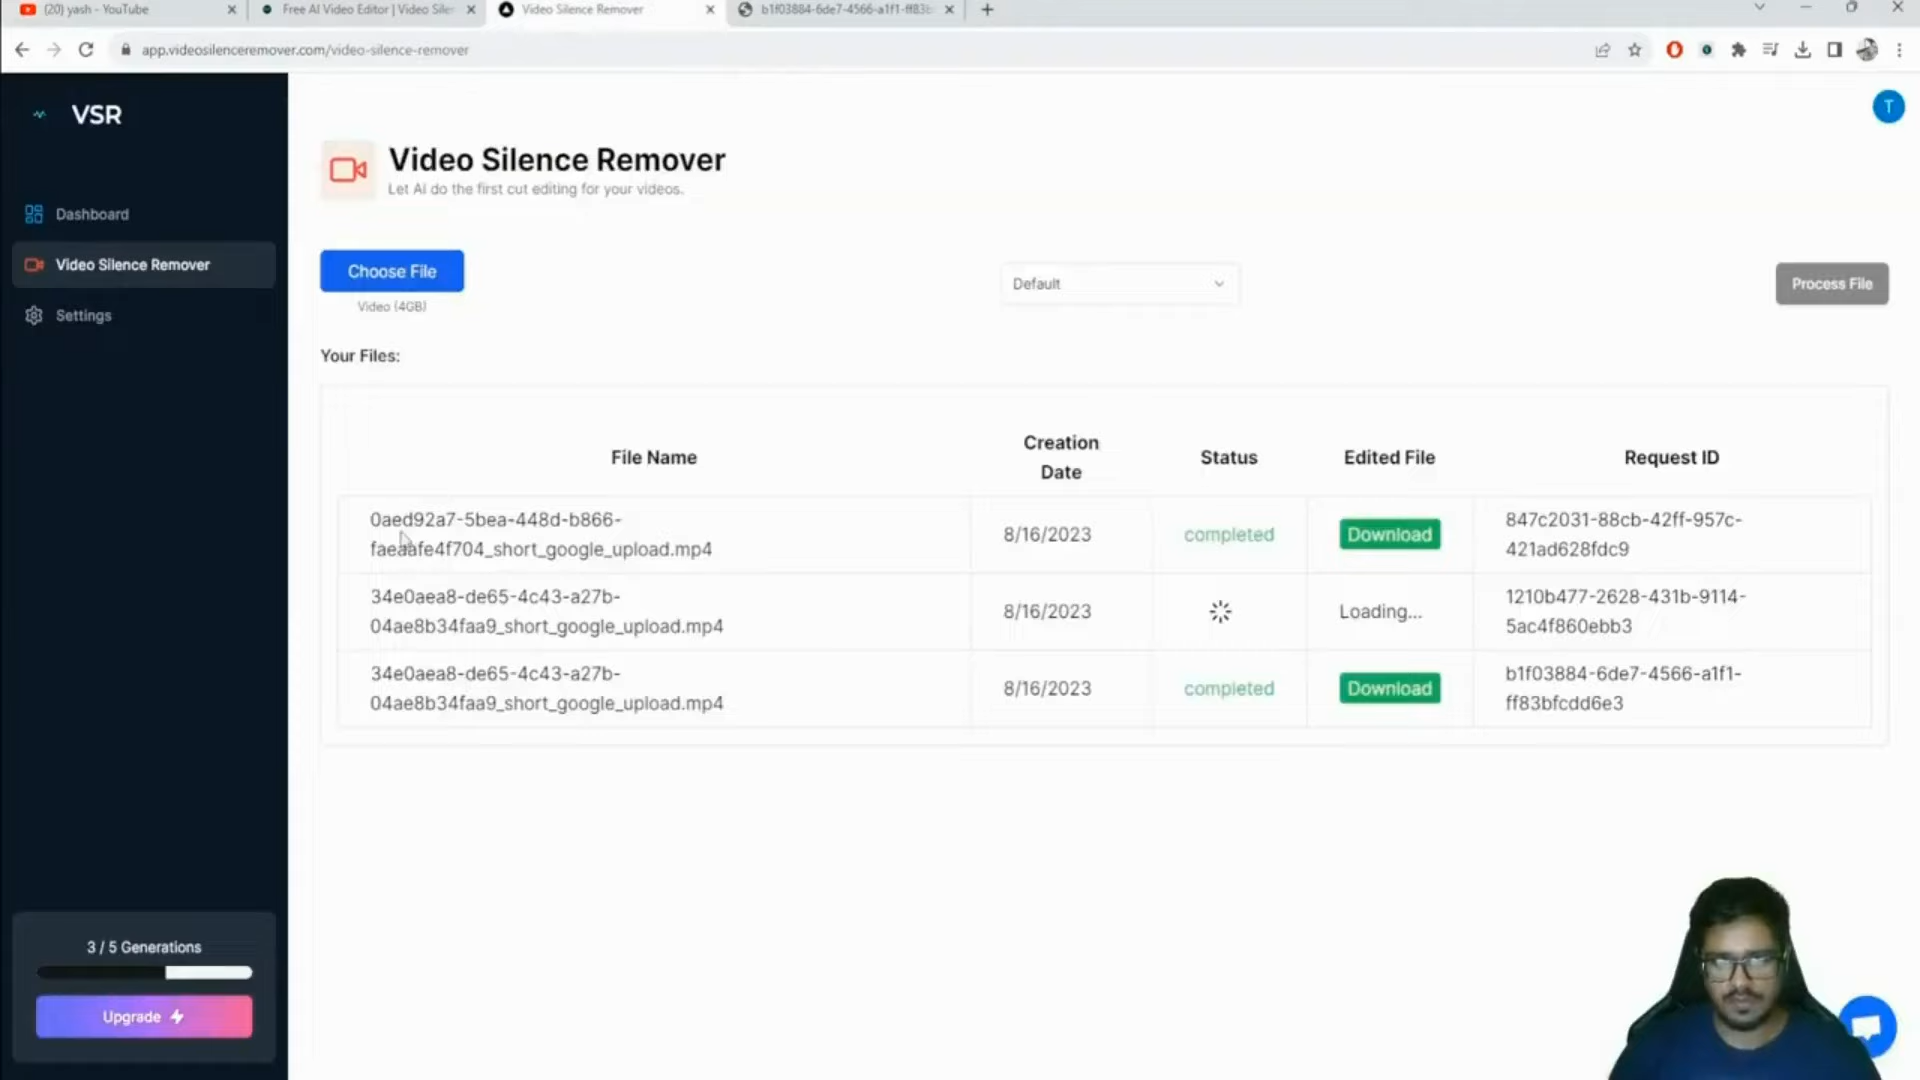 (20) yash - YouTube
Free AI Video Editor | Video Siler
Video Silence Remover
b1f03884-6de7-4566-a1f1-ff83b
app.videosilenceremover.com/video-silence-remover
VSR
T
Video Silence Remover
Let AI do the first cut editing for your videos.
Dashboard
Video Silence Remover
Settings
Choose File
Video (4GB)
Default
Process File
Your Files:
File Name
Creation
Date
Status
Edited File
Request ID
0aed92a7-5bea-448d-b866-
faeaafe4f704_short_google_upload.mp4
8/16/2023
completed
Download
847c2031-88cb-42ff-957c-
421ad628fdc9
34e0aea8-de65-4c43-a27b-
04ae8b34faa9_short_google_upload.mp4
8/16/2023
Loading...
1210b477-2628-431b-9114-
5ac4f860ebb3
34e0aea8-de65-4c43-a27b-
04ae8b34faa9_short_google_upload.mp4
8/16/2023
completed
Download
b1f03884-6de7-4566-a1f1-
ff83bfcdd6e3
3 / 5 Generations
Upgrade